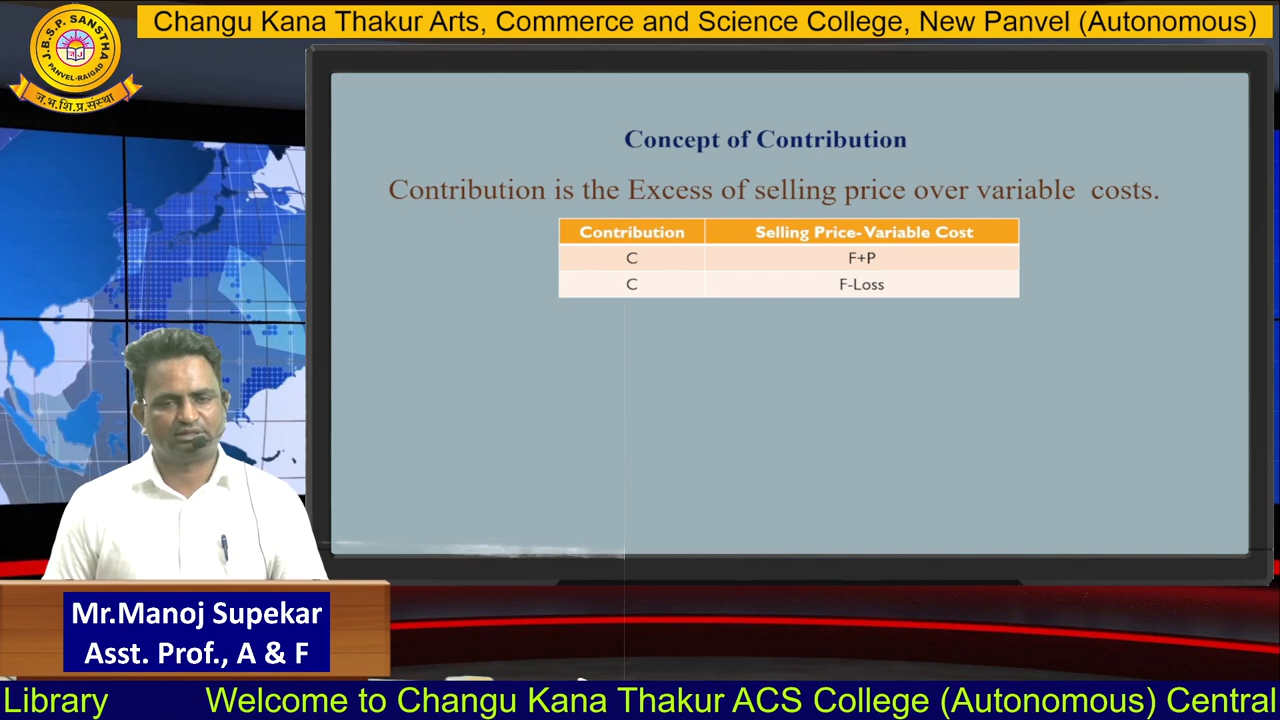 Changu Kana Thakur Arts, Commerce and Science College, New Panvel (Autonomous)
J.B.S.P. SANSTHA
PANVEL-RAIGAD
ज.भ.शि.प्र.संस्था
Concept of Contribution
Contribution is the Excess of selling price over variable costs.
Contribution Selling Price-Variable Cost
C F+P
C F-Loss
Mr.Manoj Supekar
Asst. Prof., A & F
Library Welcome to Changu Kana Thakur ACS College (Autonomous) Central